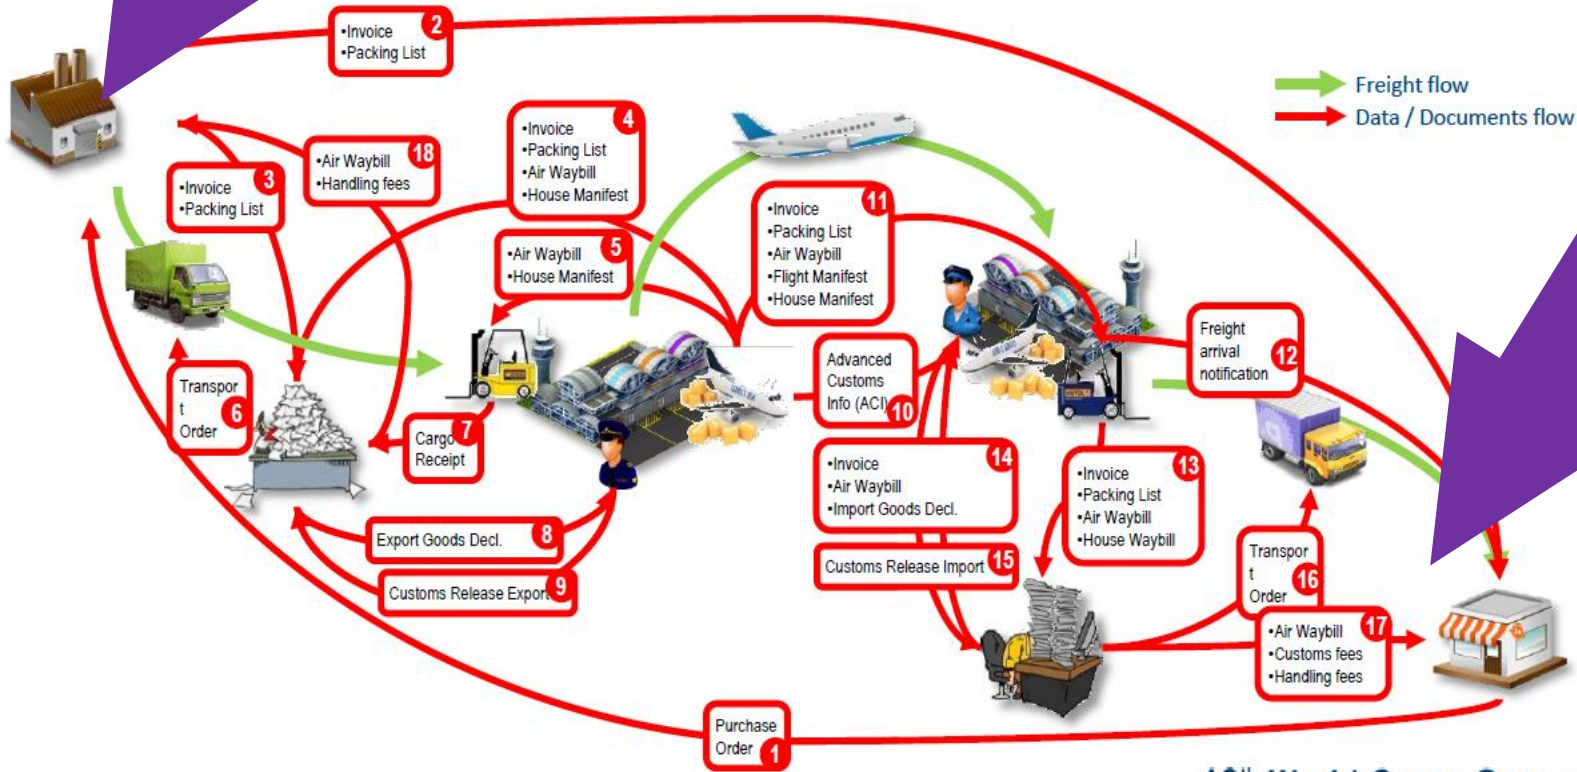 •Invoice 2
•Packing List
Freight flow
Data / Documents flow
•Invoice 4
•Packing List
•Air Waybill
•House Manifest
•Air Waybill 18
•Handling fees
•Invoice 3
•Packing List
•Invoice 11
•Packing List
•Air Waybill
•Flight Manifest
•House Manifest
•Air Waybill 5
•House Manifest
Freight
arrival
notification 12
Advanced
Customs
Info (ACI) 10
Transpor
t
Order 6
Cargo 7
Receipt
•Invoice 14
•Air Waybill
•Import Goods Decl.
•Invoice 13
•Packing List
•Air Waybill
•House Waybill
Export Goods Decl. 8
Customs Release Export 9
Customs Release Import 15
Transpor
t 16
Order
•Air Waybill 17
•Customs fees
•Handling fees
Purchase
Order 1